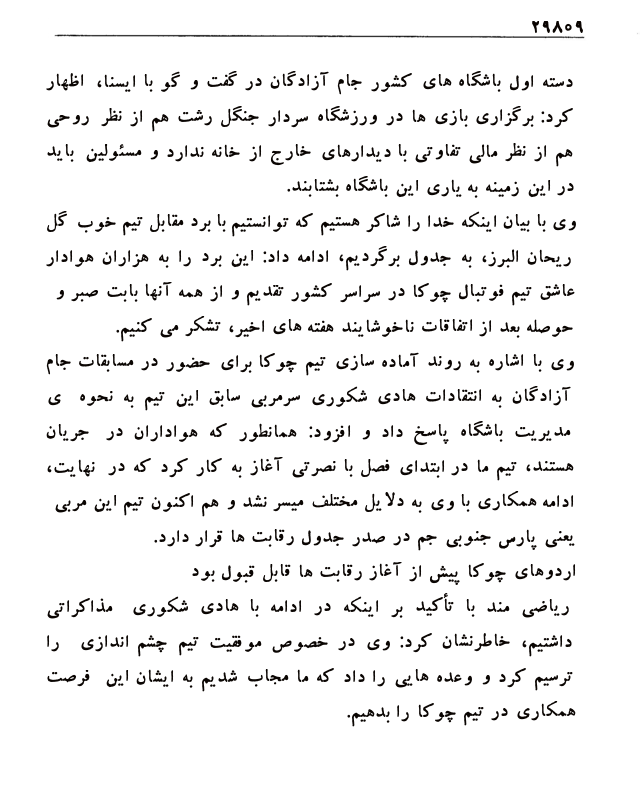 ۲۹۸۵۹
دسته اول باشگاه های کشور جام آزادگان در گفت و گو با ایسنا، اظهار
کرد: برگزاری بازی ها در ورزشگاه سردار جنگل رشت هم از نظر روحی
هم از نظر مالی تفاوتی با دیدارهای خارج از خانه ندارد و مسئولین باید
در این زمینه به یاری این باشگاه بشتابند.
وی با بیان اینکه خدا را شاکر هستیم که توانستیم با برد مقابل تیم خوب گل
ریحان البرز، به جدول برگردیم، ادامه داد: این برد را به هزاران هوادار
عاشق تیم فوتبال چوکا در سراسر کشور تقدیم و از همه آنها بابت صبر و
حوصله بعد از اتفاقات ناخوشایند هفته های اخیر، تشکر می کنیم.
وی با اشاره به روند آماده سازی تیم چوکا برای حضور در مسابقات جام
آزادگان به انتقادات هادی شکوری سرمربی سابق این تیم به نحوه ی
مدیریت باشگاه پاسخ داد و افزود: همانطور که هواداران در جریان
هستند، تیم ما در ابتدای فصل با نصرتی آغاز به کار کرد که در نهایت،
ادامه همکاری با وی به دلایل مختلف میسر نشد و هم اکنون تیم این مربی
یعنی پارس جنوبی جم در صدر جدول رقابت ها قرار دارد.
اردوهای چوکا پیش از آغاز رقابت ها قابل قبول بود
ریاضی مند با تأکید بر اینکه در ادامه با هادی شکوری مذاکراتی
داشتیم، خاطرنشان کرد: وی در خصوص موفقیت تیم چشم اندازی را
ترسیم کرد و وعده هایی را داد که ما مجاب شدیم به ایشان این فرصت
همکاری در تیم چوکا را بدهیم.